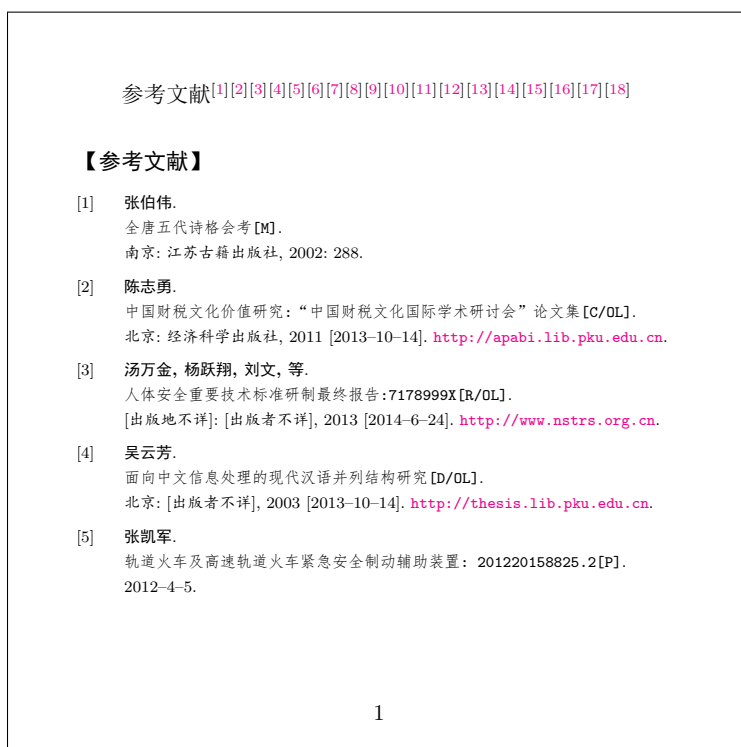 参考文献[1][2][3][4][5][6][7][8][9][10][11][12][13][14][15][16][17][18]
【参考文献】
[1] 张伯伟.
全唐五代诗格会考[M].
南京: 江苏古籍出版社, 2002: 288.
[2] 陈志勇.
中国财税文化价值研究: “中国财税文化国际学术研讨会” 论文集[C/OL].
北京: 经济科学出版社, 2011 [2013–10–14]. http://apabi.lib.pku.edu.cn.
[3] 汤万金, 杨跃翔, 刘文, 等.
人体安全重要技术标准研制最终报告:7178999X[R/OL].
[出版地不详]: [出版者不详], 2013 [2014–6–24]. http://www.nstrs.org.cn.
[4] 吴云芳.
面向中文信息处理的现代汉语并列结构研究[D/OL].
北京: [出版者不详], 2003 [2013–10–14]. http://thesis.lib.pku.edu.cn.
[5] 张凯军.
轨道火车及高速轨道火车紧急安全制动辅助装置: 201220158825.2[P].
2012–4–5.
1